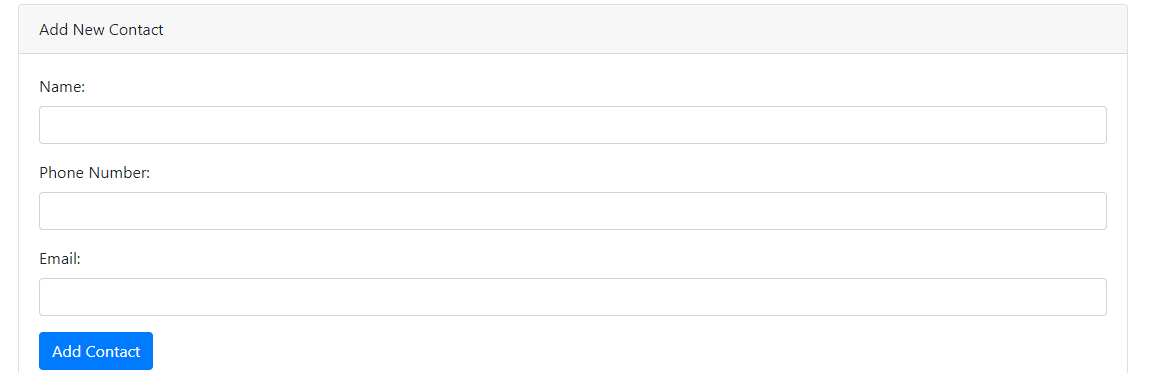 Add New Contact
Name:
Phone Number:
Email:
Add Contact